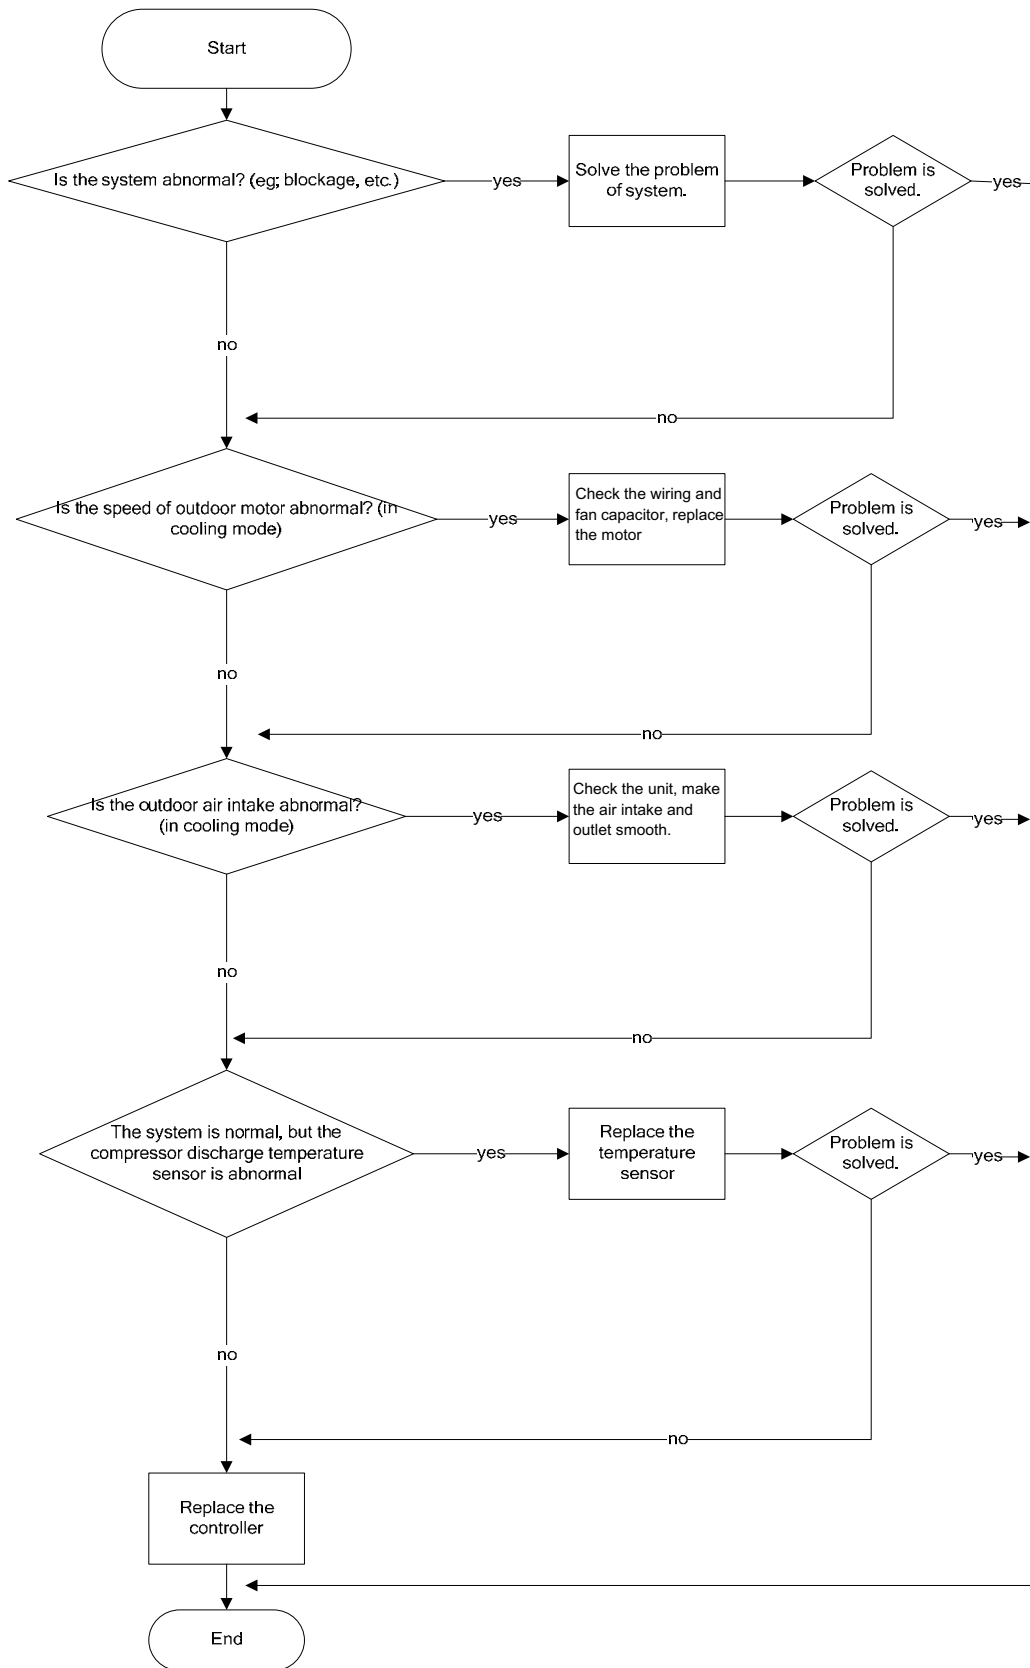 Start
Is the system abnormal? (eg; blockage, etc.)
yes
Solve the problem
of system.
Problem is
solved.
yes
no
no
Is the speed of outdoor motor abnormal? (in
cooling mode)
yes
Check the wiring and
fan capacitor, replace
the motor
Problem is
solved.
yes
no
no
Is the outdoor air intake abnormal?
(in cooling mode)
yes
Check the unit, make
the air intake and
outlet smooth.
Problem is
solved.
yes
no
no
The system is normal, but the
compressor discharge temperature
sensor is abnormal
yes
Replace the
temperature
sensor
Problem is
solved.
yes
no
no
Replace the
controller
End